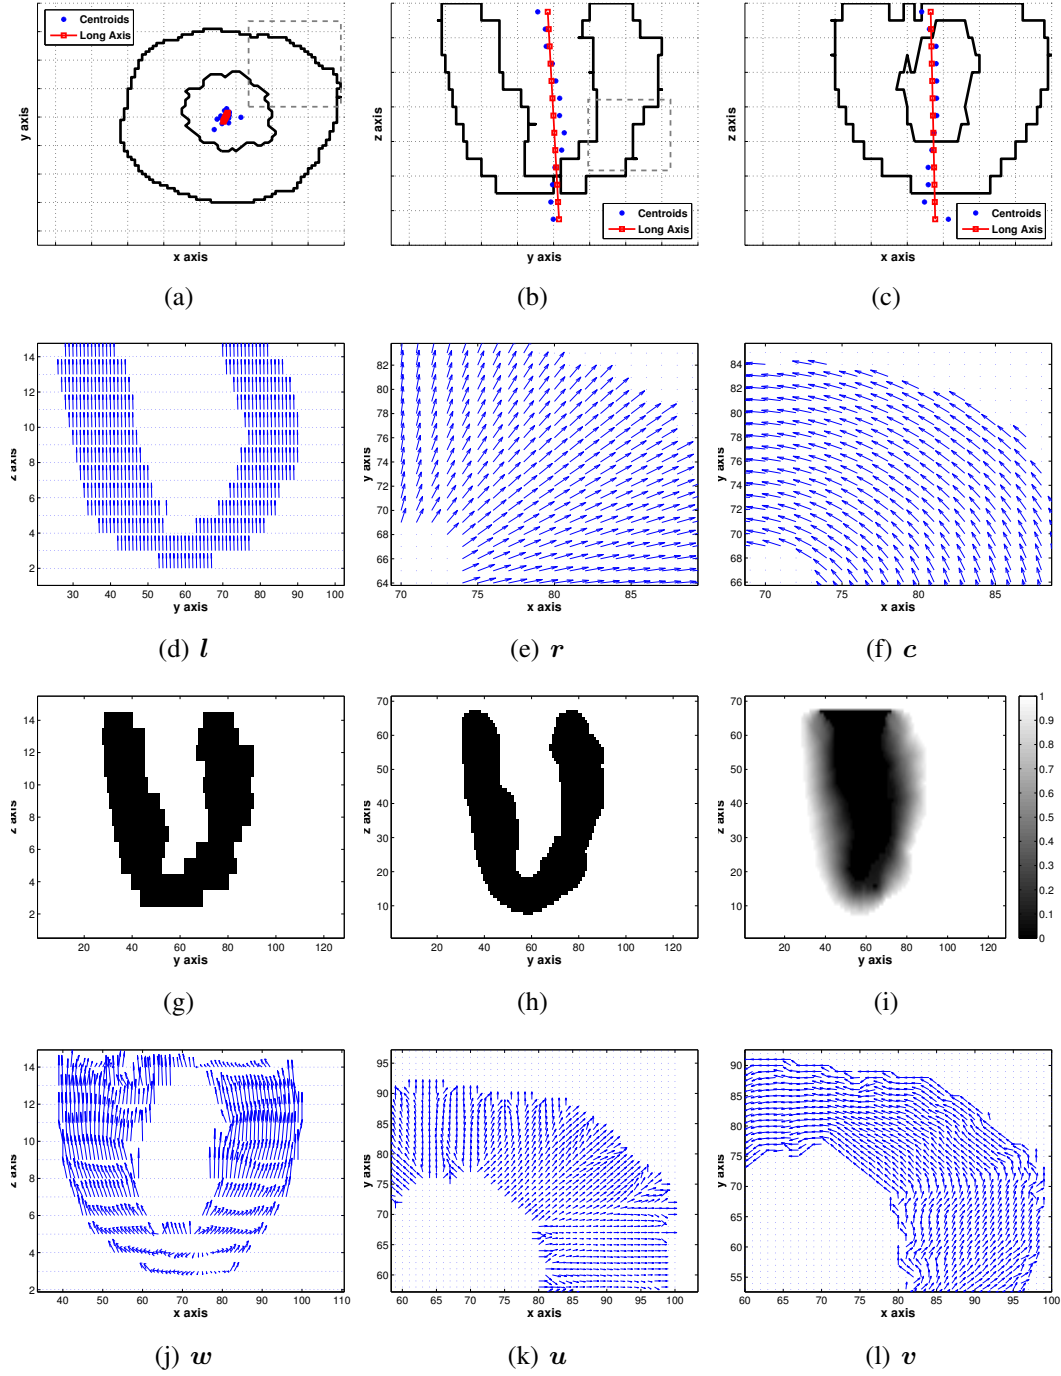 Centroids
Long Axis
y axis
x axis
(a)
z axis
Centroids
Long Axis
y axis
(b)
z axis
Centroids
Long Axis
x axis
(c)
14
12
10
8
6
4
2
z axis
30 40 50 60 70 80 90 100
y axis
(d) l
82
80
78
76
74
72
70
68
66
64
y axis
70 75 80 85
x axis
(e) r
84
82
80
78
76
74
72
70
68
66
y axis
70 75 80 85
x axis
(f) c
14
12
10
8
6
4
2
z axis
20 40 60 80 100 120
y axis
(g)
70
60
50
40
30
20
10
z axis
20 40 60 80 100 120
y axis
(h)
70
60
50
40
30
20
10
z axis
20 40 60 80 100 120
y axis
1
0.9
0.8
0.7
0.6
0.5
0.4
0.3
0.2
0.1
0
(i)
14
12
10
8
6
4
2
z axis
40 50 60 70 80 90 100 110
x axis
(j) w
95
90
85
80
75
70
65
60
y axis
60 65 70 75 80 85 90 95 100
x axis
(k) u
90
85
80
75
70
65
60
55
y axis
60 65 70 75 80 85 90 95 100
x axis
(l) v